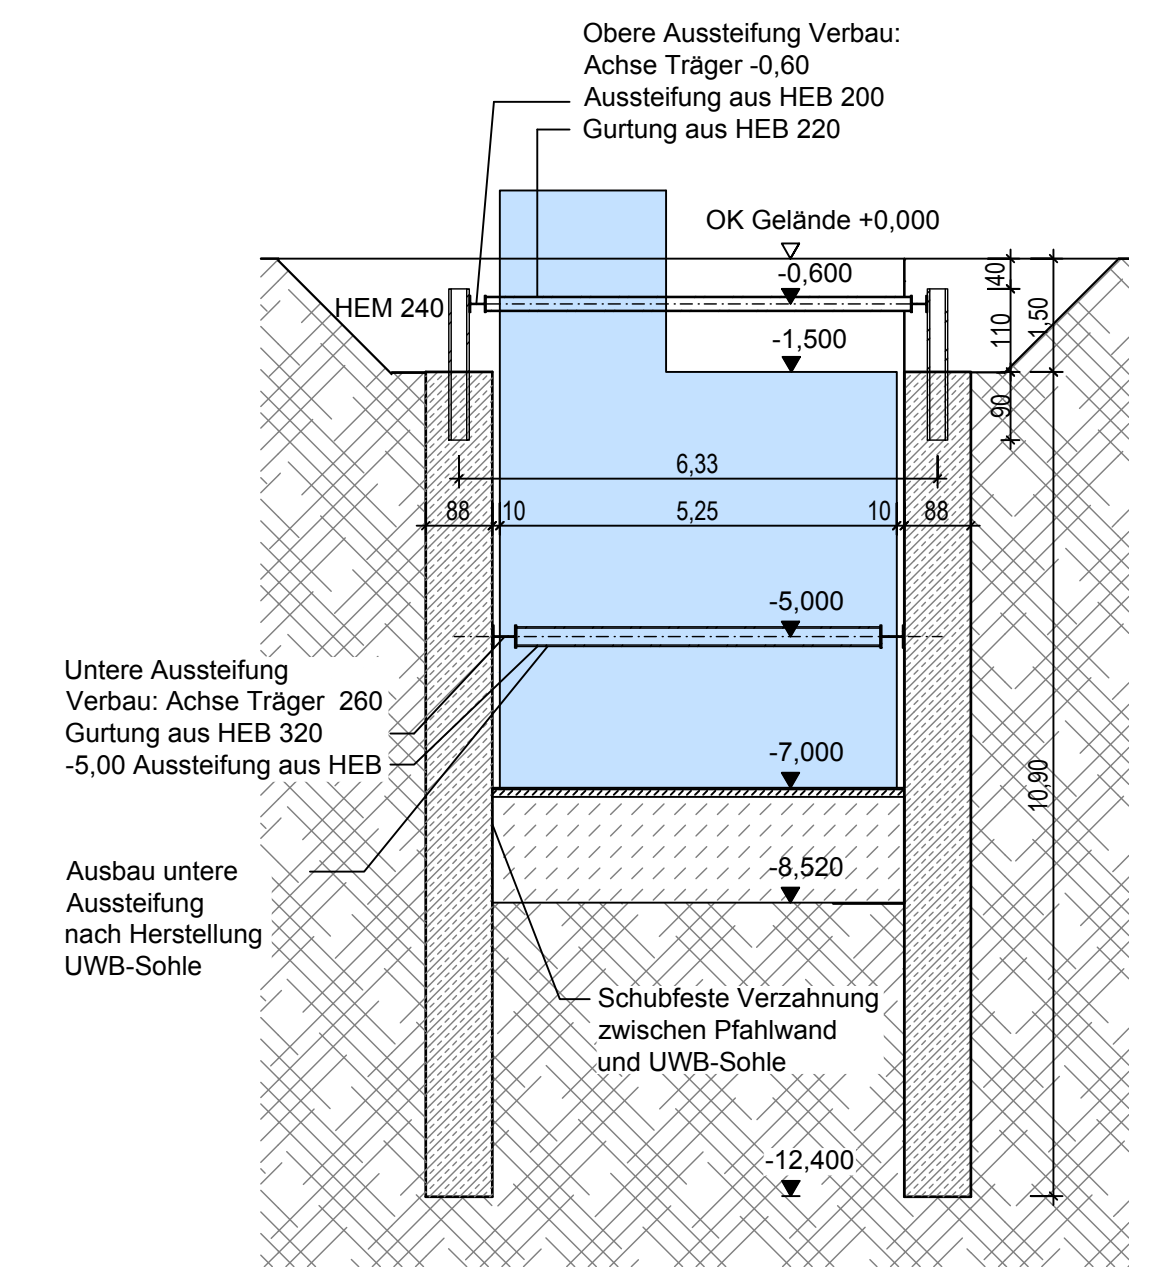 Obere Aussteifung Verbau:
Achse Träger -0,60
Aussteifung aus HEB 200
Gurtung aus HEB 220
OK Gelände +0,000
-0,600
HEM 240
-1,500
40
110
1,50
90
6,33
88
10
5,25
10
88
-5,000
Untere Aussteifung
Verbau: Achse Träger 260
Gurtung aus HEB 320
-5,00 Aussteifung aus HEB
-7,000
10,90
-8,520
Ausbau untere
Aussteifung
nach Herstellung
UWB-Sohle
Schubfeste Verzahnung
zwischen Pfahlwand
und UWB-Sohle
-12,400